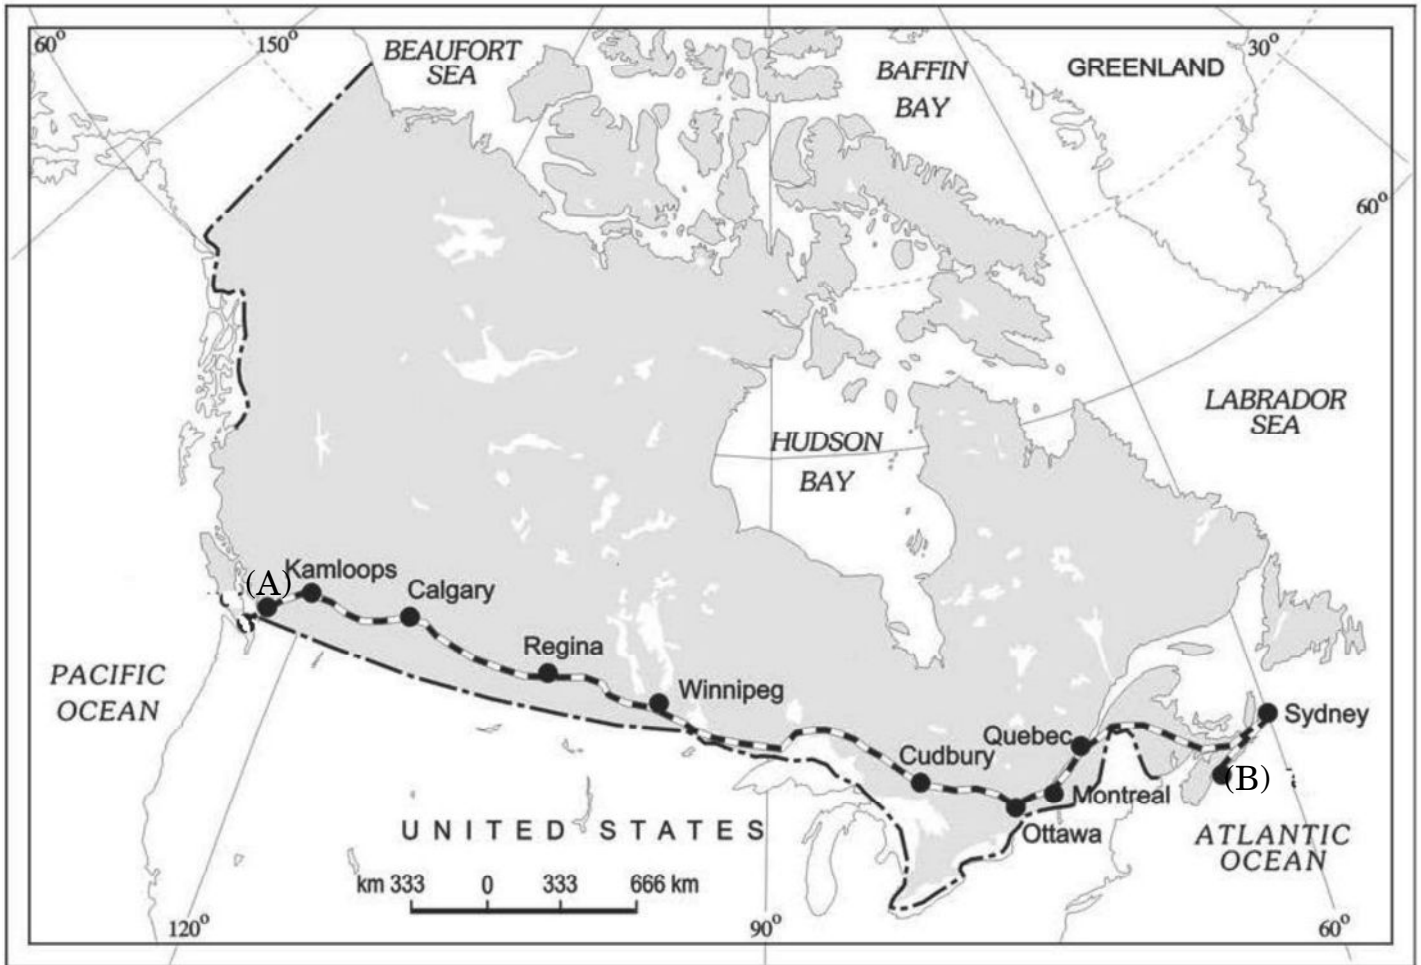 60°
150°
BEAUFORT
SEA
BAFFIN
BAY
GREENLAND
30°
60°
LABRADOR
SEA
HUDSON
BAY
(A)
Kamloops
Calgary
Regina
Winnipeg
PACIFIC
OCEAN
Cudbury
Quebec
Sydney
(B)
Montreal
Ottawa
UNITED STATES
ATLANTIC
OCEAN
km 333 0 333 666 km
120°
90°
60°